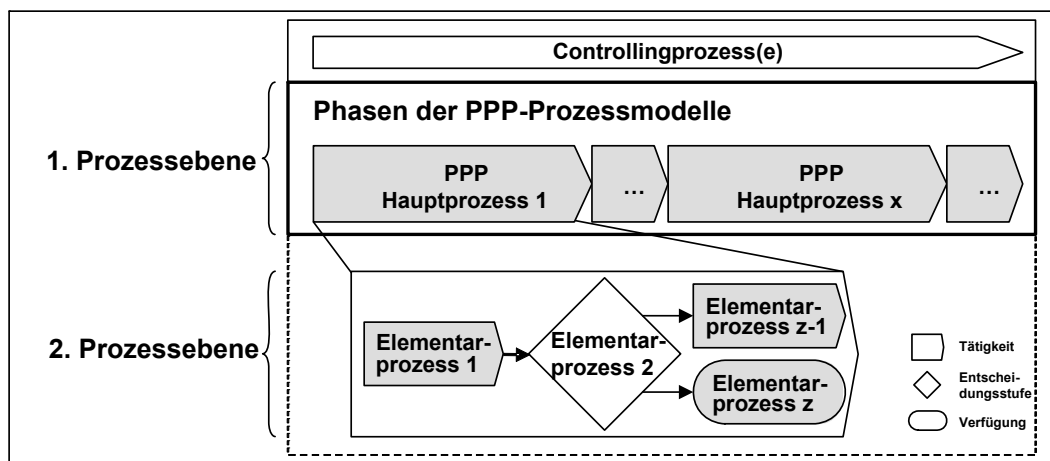 Controllingprozess(e)
Phasen der PPP-Prozessmodelle
1. Prozessebene
PPP
Hauptprozess 1
...
PPP
Hauptprozess x
...
2. Prozessebene
Elementar-
prozess 1
Elementar-
prozess 2
Elementar-
prozess z-1
Elementar-
prozess z
Tätigkeit
Entschei-
dungsstufe
Verfügung